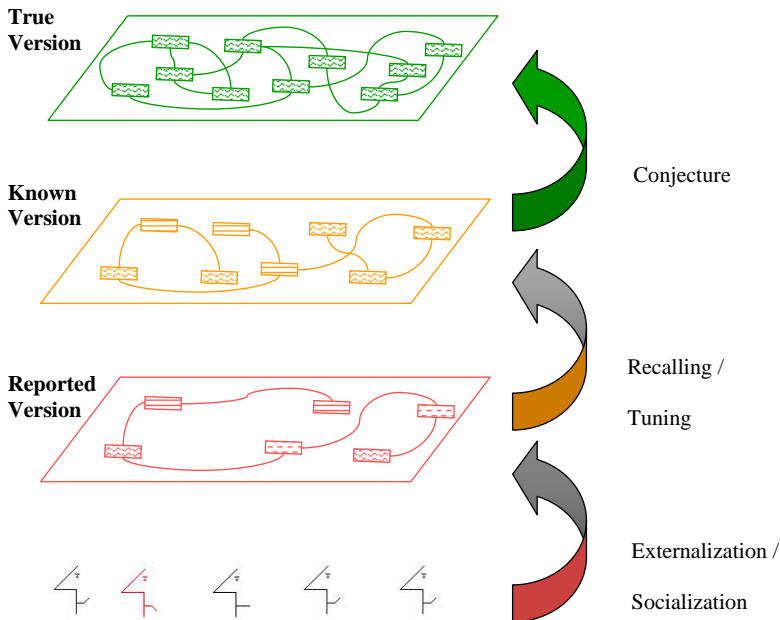 True
Version
Conjecture
Known
Version
Recalling /
Tuning
Reported
Version
Externalization /
Socialization